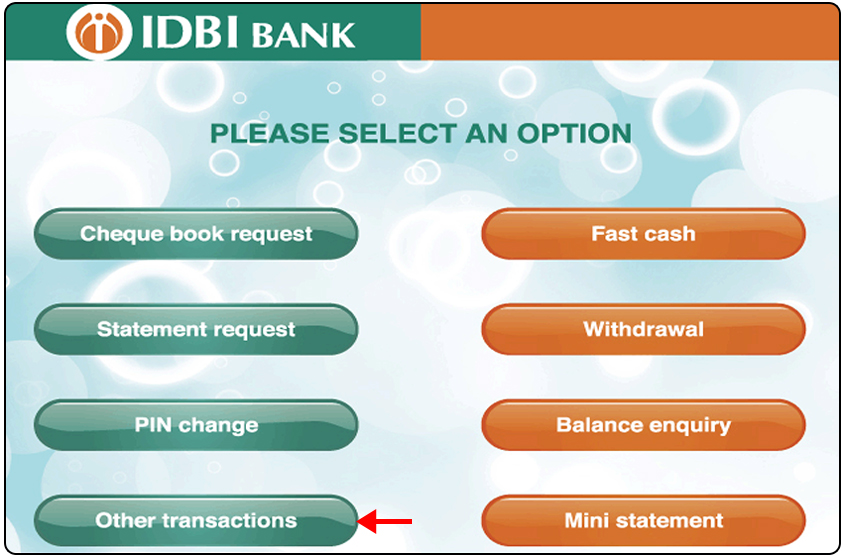 IDBI BANK
PLEASE SELECT AN OPTION
Cheque book request
Fast cash
Statement request
Withdrawal
PIN change
Balance enquiry
Other transactions
Mini statement